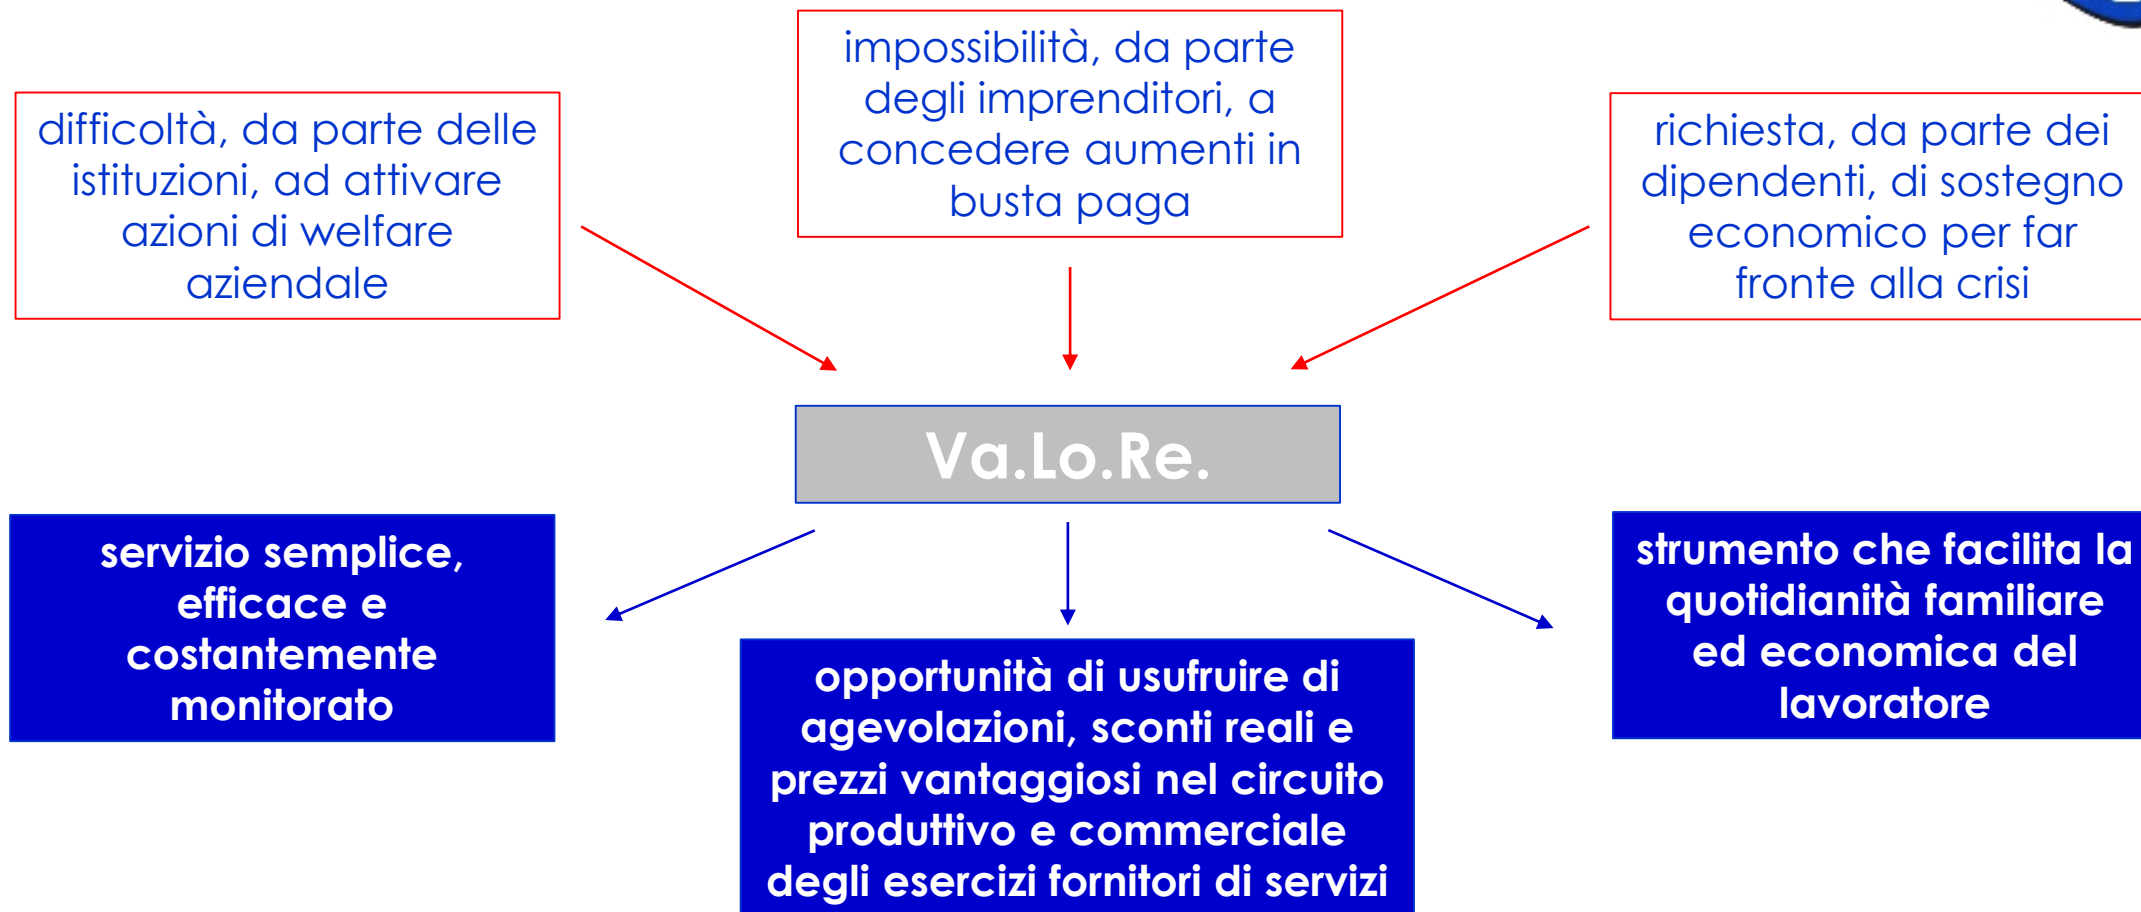 impossibilità, da parte
degli imprenditori, a
concedere aumenti in
busta paga
difficoltà, da parte delle
istituzioni, ad attivare
azioni di welfare
aziendale
richiesta, da parte dei
dipendenti, di sostegno
economico per far
fronte alla crisi
Va.Lo.Re.
servizio semplice,
efficace e
costantemente
monitorato
opportunità di usufruire di
agevolazioni, sconti reali e
prezzi vantaggiosi nel circuito
produttivo e commerciale
degli esercizi fornitori di servizi
strumento che facilita la
quotidianità familiare
ed economica del
lavoratore